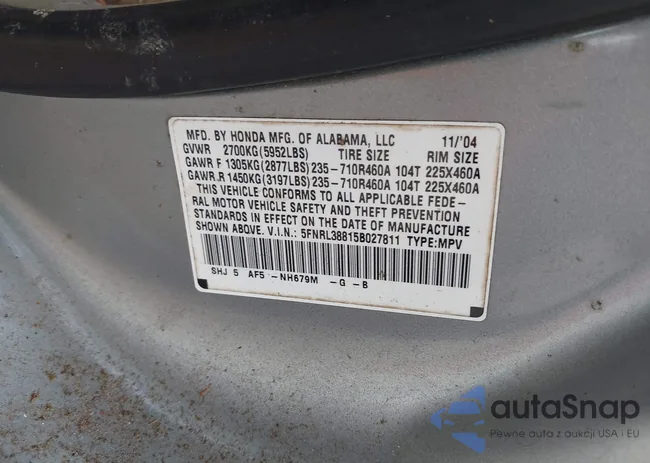 MFD. BY HONDA MFG. OF ALABAMA, LLC 11/'04
GVWR 2700KG(5952LBS) TIRE SIZE RIM SIZE
GAWR F 1305KG(2877LBS)235-710R460A 104T 225X460A
GAWR.R 1450KG(3197LBS)235-710R460A 104T 225X460A
THIS VEHICLE CONFORMS TO ALL APPLICABLE FEDE-
RAL MOTOR VEHICLE SAFETY AND THEFT PREVENTION
STANDARDS IN EFFECT ON THE DATE OF MANUFACTURE
SHOWN ABOVE. V.I.N.: 5FNRL38815B027811 TYPE:MPV
SHJ 5 AF5 -NH679M -G -B
autaSnap
Pewne auta z aukcji USA i EU